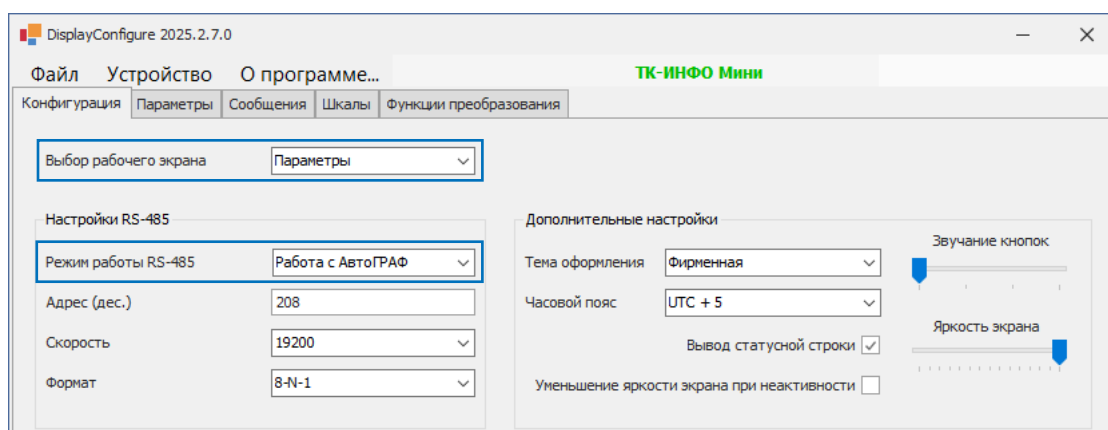 DisplayConfigure 2025.2.7.0
Файл Устройство О программе... ТК-ИНФО Мини
Конфигурация Параметры Сообщения Шкалы Функции преобразования
Выбор рабочего экрана Параметры
Настройки RS-485
Режим работы RS-485 Работа с АвтоГРАФ
Адрес (дес.) 208
Скорость 19200
Формат 8-N-1
Дополнительные настройки
Тема оформления Фирменная
Часовой пояс UTC + 5
Вывод статусной строки
Уменьшение яркости экрана при неактивности
Звучание кнопок
Яркость экрана